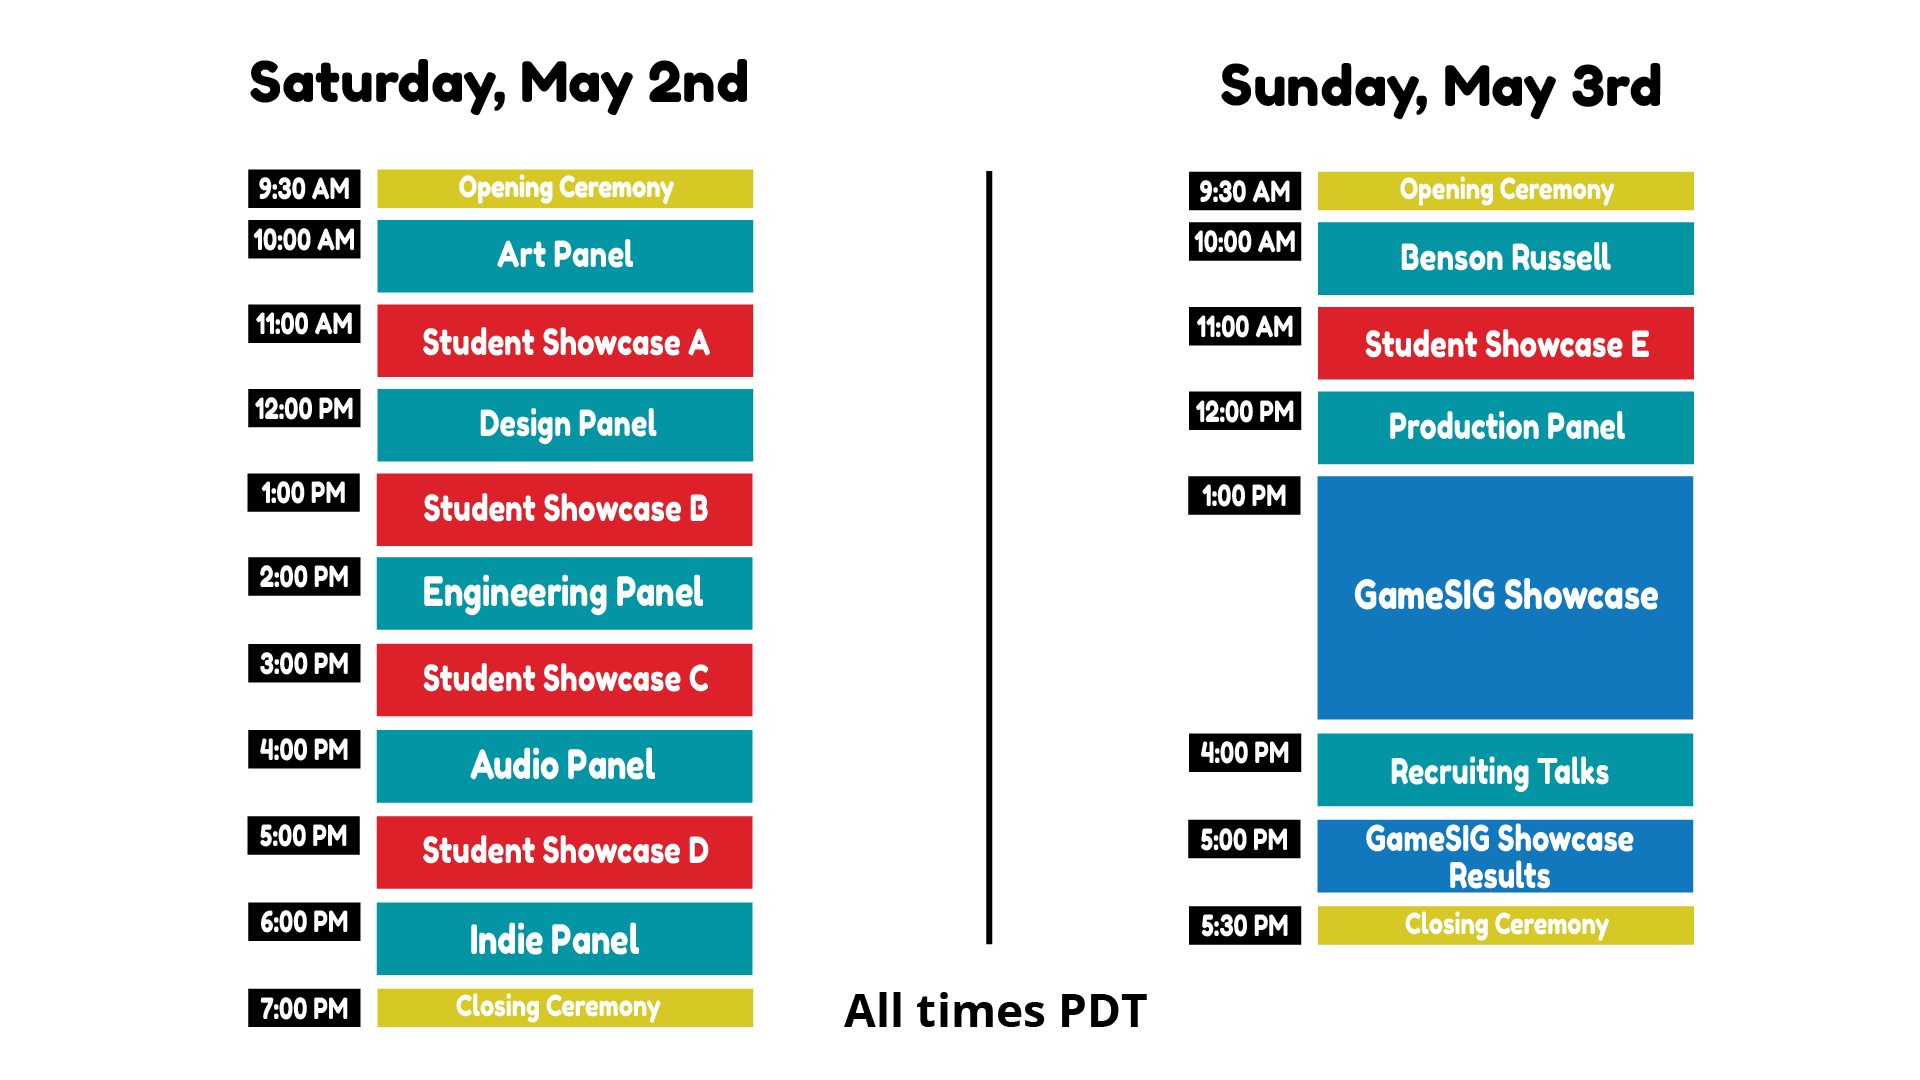 Saturday, May 2nd
9:30 AM Opening Ceremony
10:00 AM Art Panel
11:00 AM Student Showcase A
12:00 PM Design Panel
1:00 PM Student Showcase B
2:00 PM Engineering Panel
3:00 PM Student Showcase C
4:00 PM Audio Panel
5:00 PM Student Showcase D
6:00 PM Indie Panel
7:00 PM Closing Ceremony
Sunday, May 3rd
9:30 AM Opening Ceremony
10:00 AM Benson Russell
11:00 AM Student Showcase E
12:00 PM Production Panel
1:00 PM GameSIG Showcase
4:00 PM Recruiting Talks
5:00 PM GameSIG Showcase
Results
5:30 PM Closing Ceremony
All times PDT